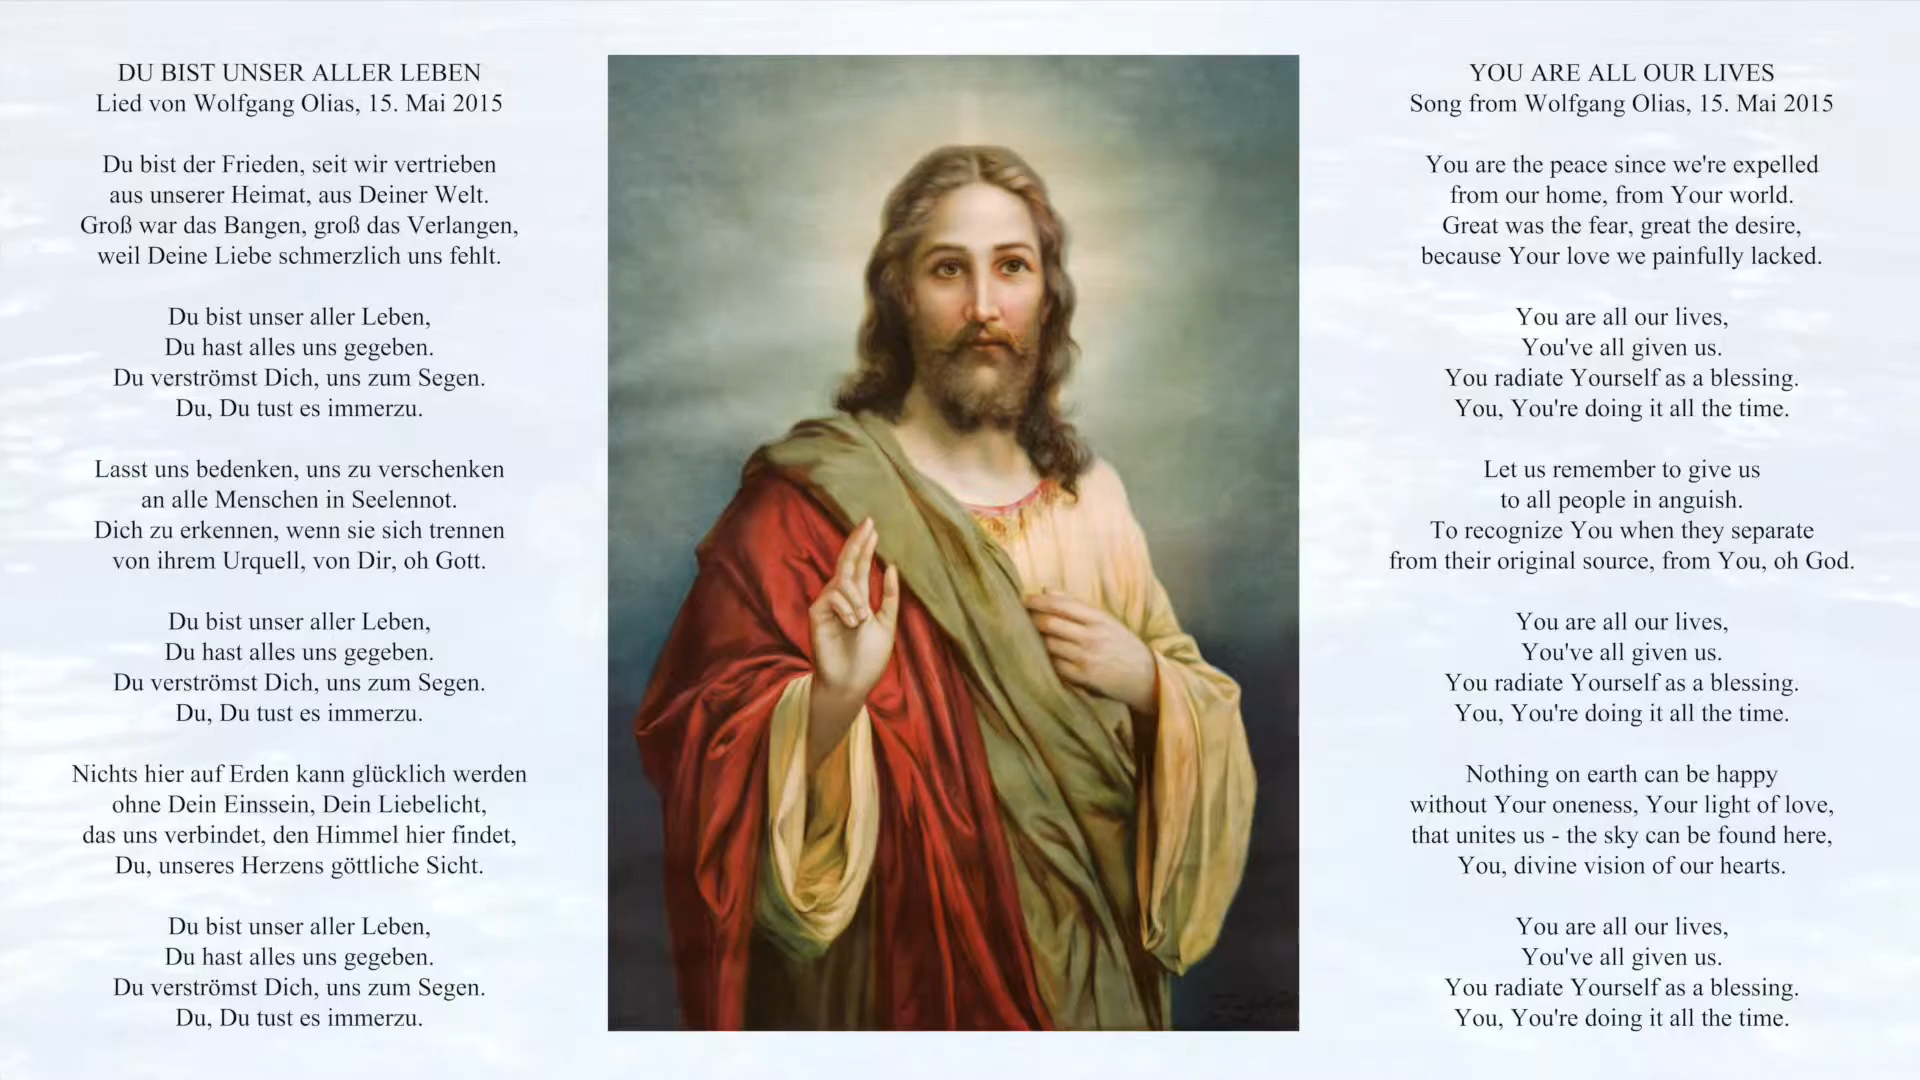 DU BIST UNSER ALLER LEBEN
Lied von Wolfgang Olias, 15. Mai 2015
Du bist der Frieden, seit wir vertrieben
aus unserer Heimat, aus Deiner Welt.
Groß war das Bangen, groß das Verlangen,
weil Deine Liebe schmerzlich uns fehlt.
Du bist unser aller Leben,
Du hast alles uns gegeben.
Du verströmst Dich, uns zum Segen.
Du, Du tust es immerzu.
Lasst uns bedenken, uns zu verschenken
an alle Menschen in Seelennot.
Dich zu erkennen, wenn sie sich trennen
von ihrem Urquell, von Dir, oh Gott.
Du bist unser aller Leben,
Du hast alles uns gegeben.
Du verströmst Dich, uns zum Segen.
Du, Du tust es immerzu.
Nichts hier auf Erden kann glücklich werden
ohne Dein Einssein, Dein Liebelicht,
das uns verbindet, den Himmel hier findet,
Du, unseres Herzens göttliche Sicht.
Du bist unser aller Leben,
Du hast alles uns gegeben.
Du verströmst Dich, uns zum Segen.
Du, Du tust es immerzu.
YOU ARE ALL OUR LIVES
Song from Wolfgang Olias, 15. Mai 2015
You are the peace since we're expelled
from our home, from Your world.
Great was the fear, great the desire,
because Your love we painfully lacked.
You are all our lives,
You've all given us.
You radiate Yourself as a blessing.
You, You're doing it all the time.
Let us remember to give us
to all people in anguish.
To recognize You when they separate
from their original source, from You, oh God.
You are all our lives,
You've all given us.
You radiate Yourself as a blessing.
You, You're doing it all the time.
Nothing on earth can be happy
without Your oneness, Your light of love,
that unites us - the sky can be found here,
You, divine vision of our hearts.
You are all our lives,
You've all given us.
You radiate Yourself as a blessing.
You, You're doing it all the time.